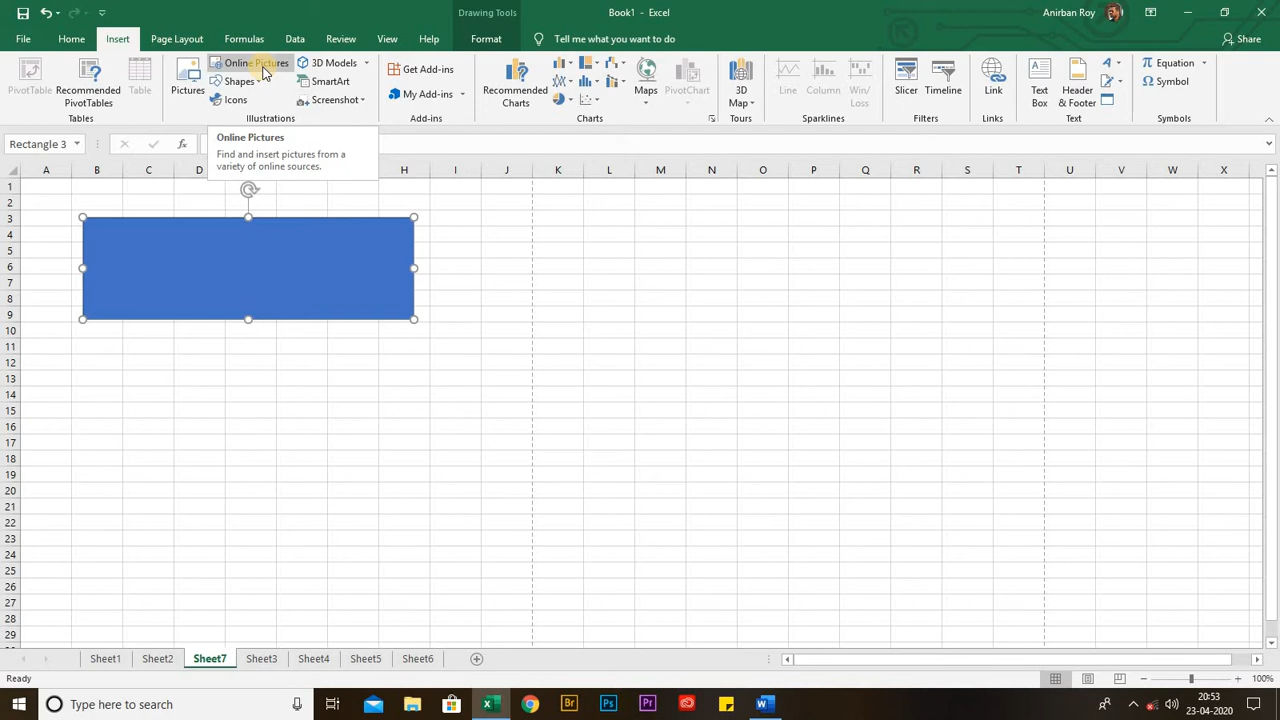 Drawing Tools
Book1 - Excel
Anirban Roy
File Home Insert Page Layout Formulas Data Review View Help Format Tell me what you want to do Share
PivotTable
Recommended
PivotTables
Table
Tables
Pictures
Online Pictures
Shapes
Icons
3D Models
SmartArt
Screenshot
Illustrations
Get Add-ins
My Add-ins
Add-ins
Recommended
Charts
Maps
PivotChart
Charts
3D
Map
Tours
Line
Column
Win/
Loss
Sparklines
Slicer
Timeline
Filters
Link
Links
Text
Box
Header
& Footer
Text
Equation
Symbol
Symbols
Rectangle 3
fx
Online Pictures
Find and insert pictures from a
variety of online sources.
A B C D H I J K L M N O P Q R S T U V W X
1
2
3
4
5
6
7
8
9
10
11
12
13
14
15
16
17
18
19
20
21
22
23
24
25
26
27
28
29
Sheet1 Sheet2 Sheet7 Sheet3 Sheet4 Sheet5 Sheet6
Ready
100%
Type here to search
20:53
23-04-2020